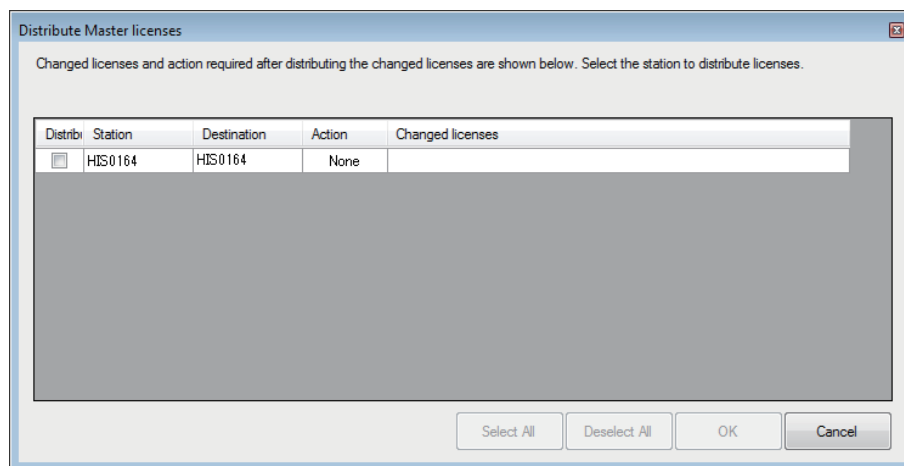 Distribute Master licenses
Changed licenses and action required after distributing the changed licenses are shown below. Select the station to distribute licenses.
Distribu Station Destination Action Changed licenses
HIS0164 HIS0164 None
Select All Deselect All OK Cancel